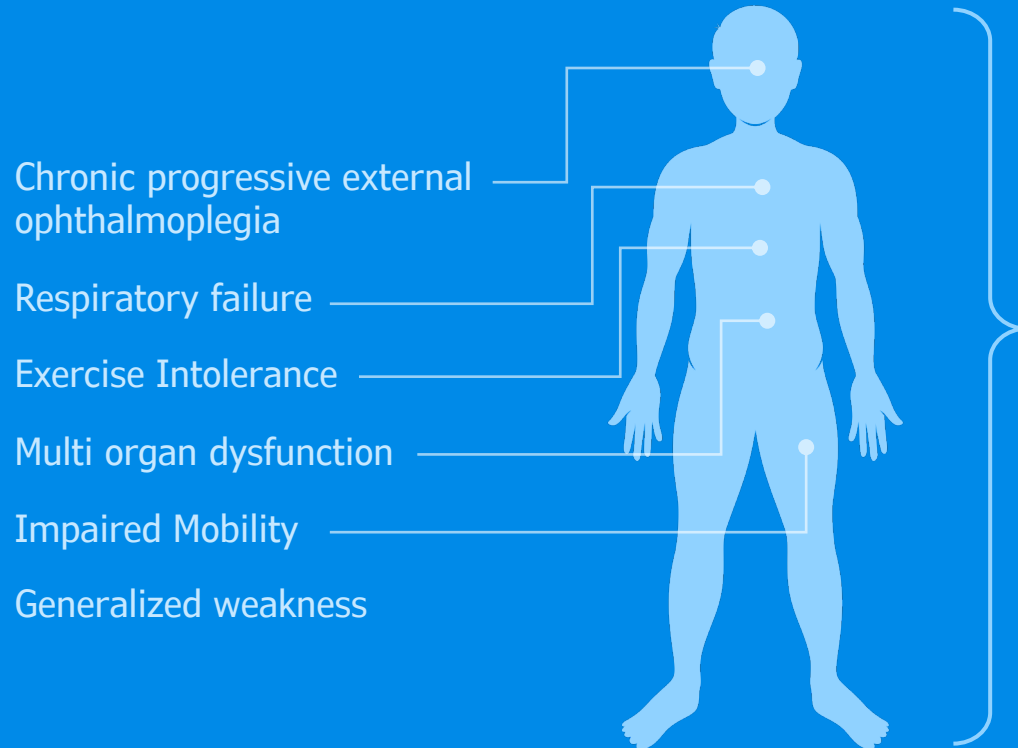 Chronic progressive external
ophthalmoplegia
Respiratory failure
Exercise Intolerance
Multi organ dysfunction
Impaired Mobility
Generalized weakness